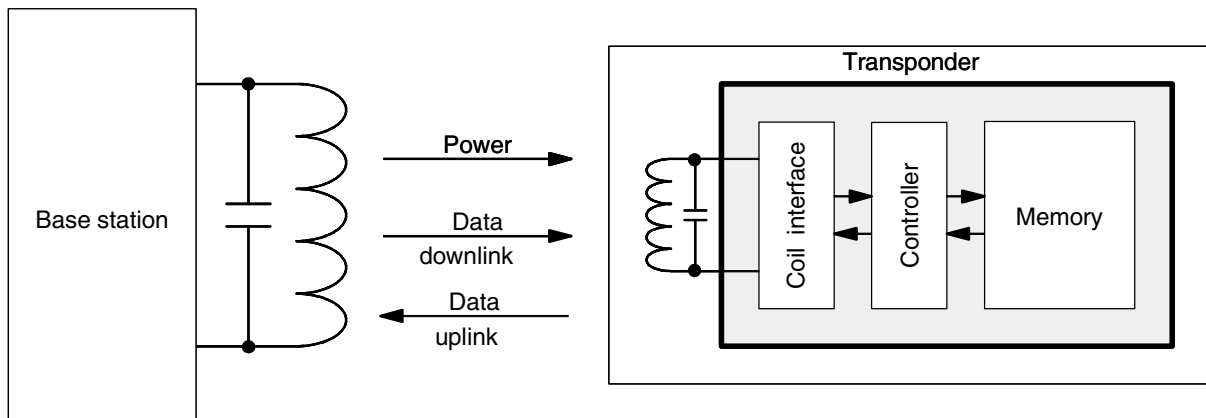 Transponder
Base station
Power
Data
downlink
Data
uplink
Coil interface
Controller
Memory